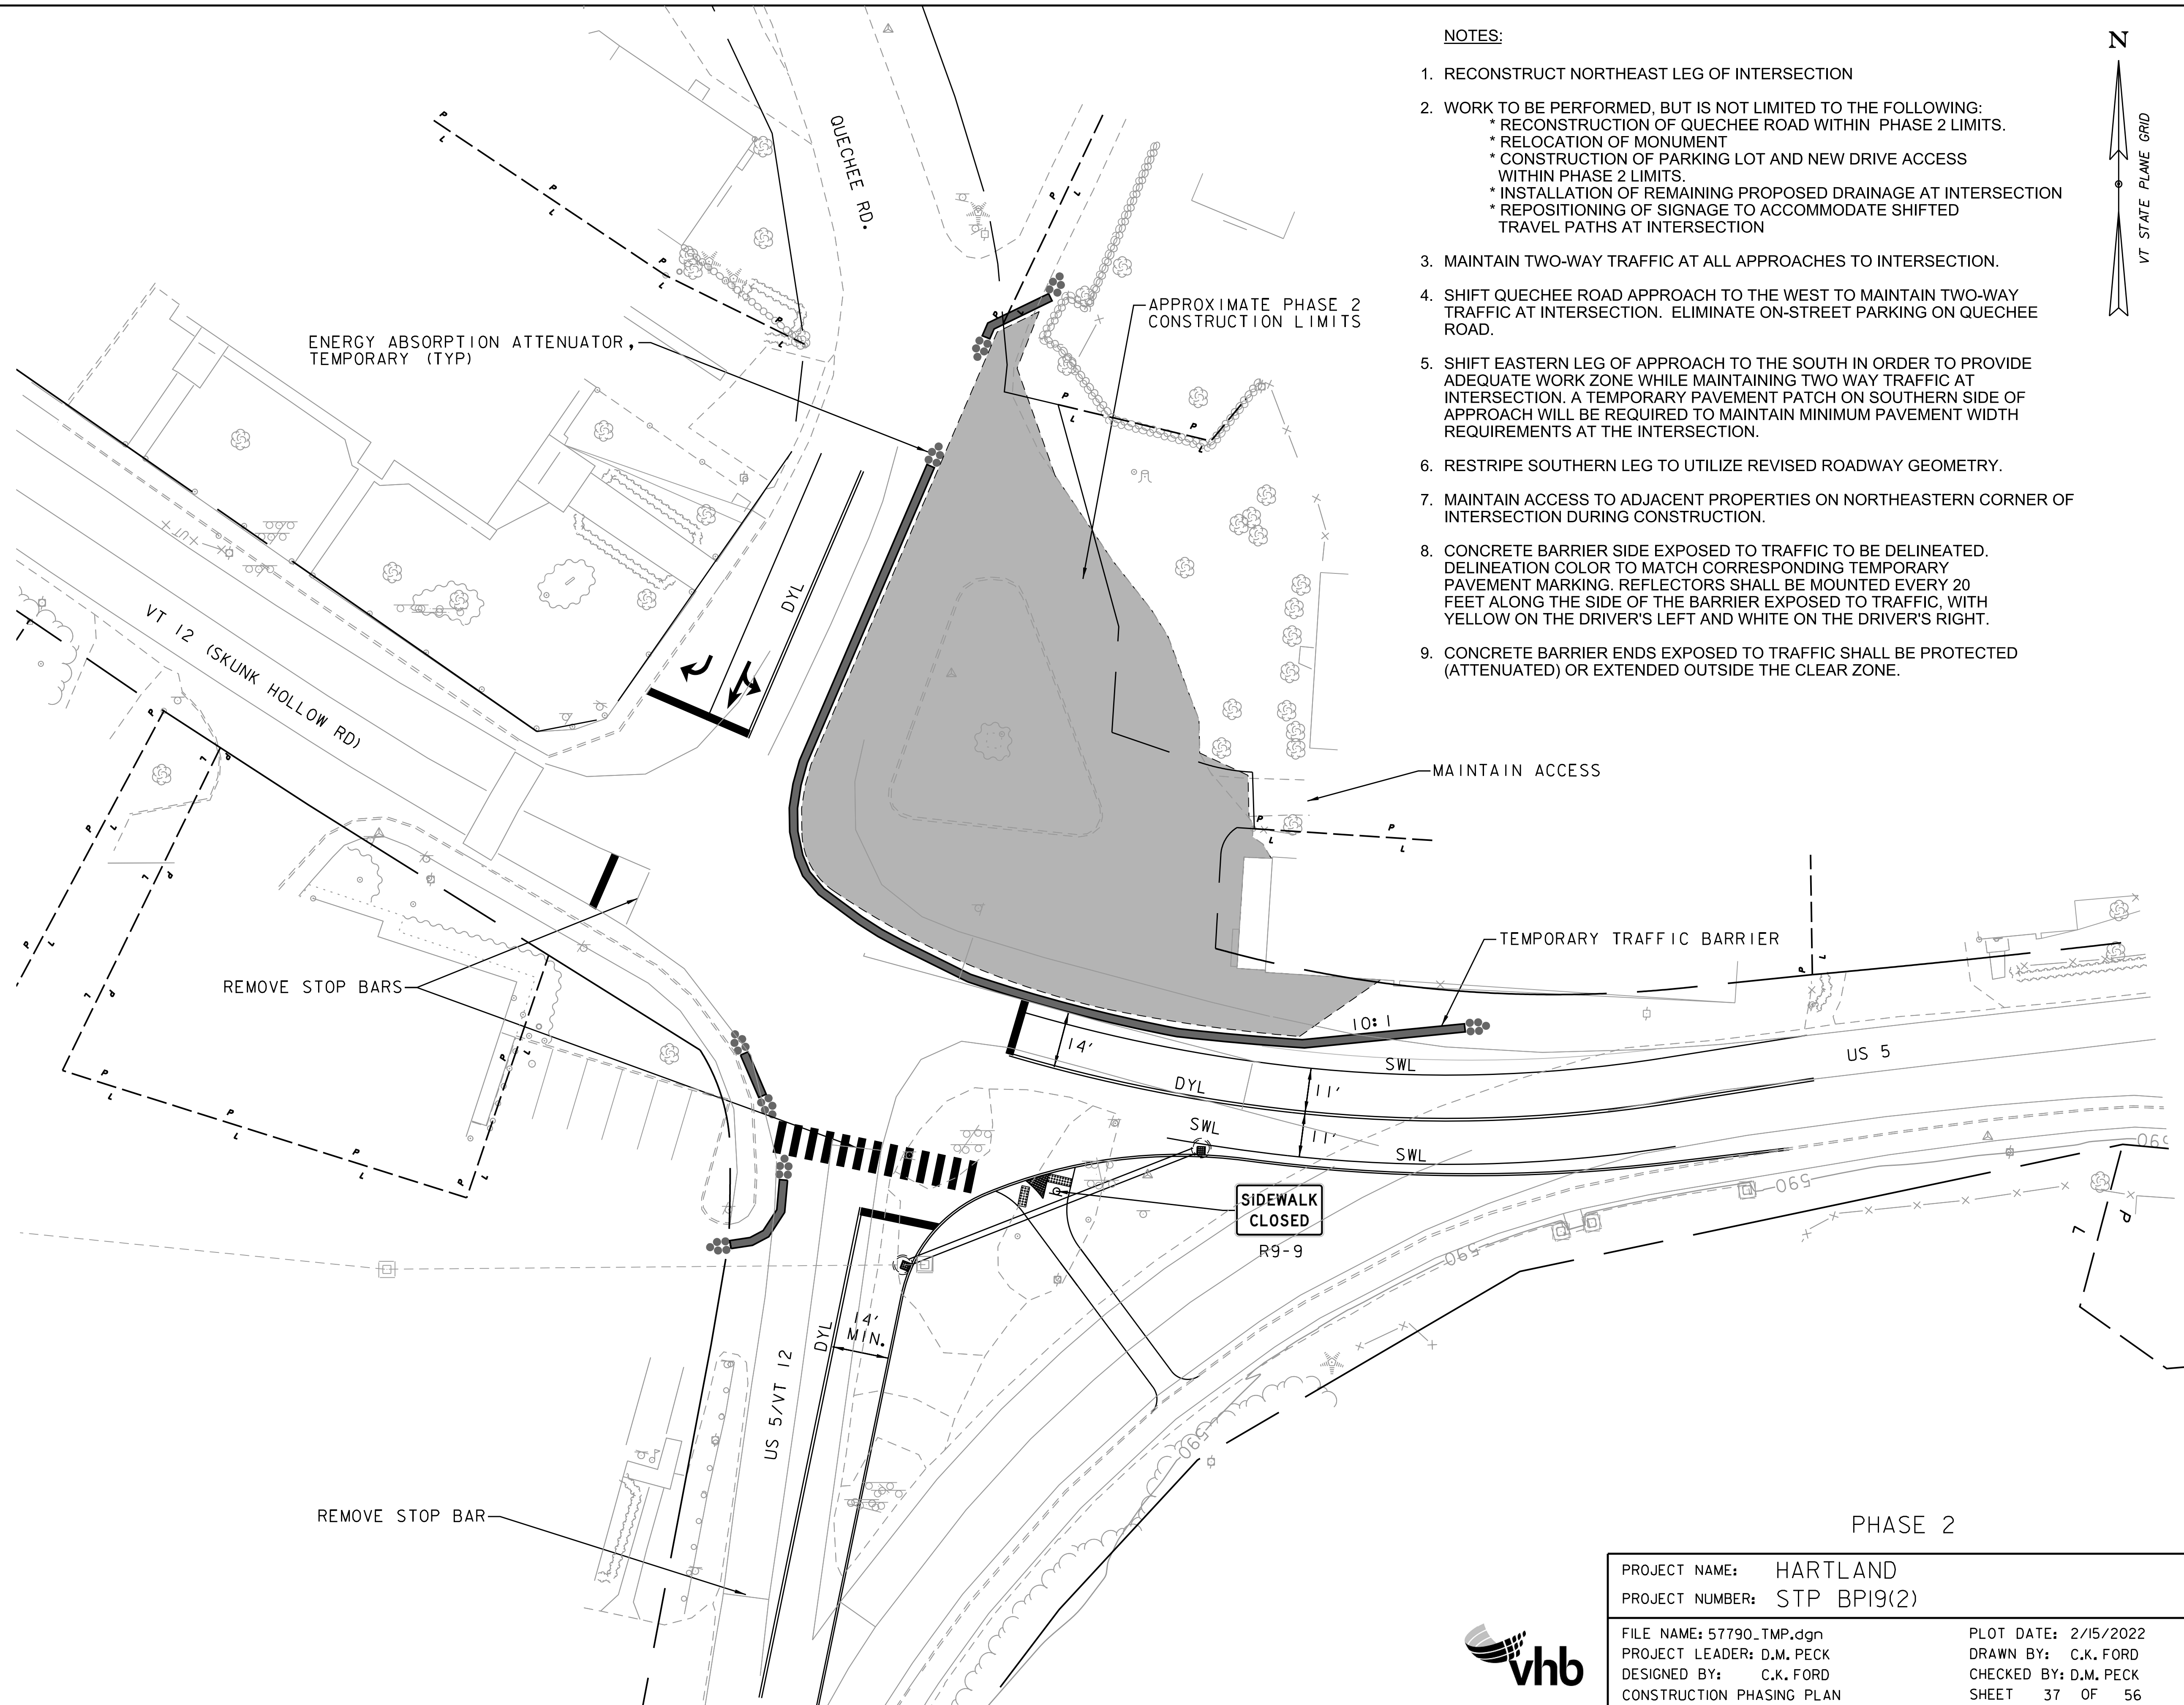 NOTES:
1. RECONSTRUCT NORTHEAST LEG OF INTERSECTION
2. WORK TO BE PERFORMED, BUT IS NOT LIMITED TO THE FOLLOWING:
* RECONSTRUCTION OF QUECHEE ROAD WITHIN PHASE 2 LIMITS.
* RELOCATION OF MONUMENT
* CONSTRUCTION OF PARKING LOT AND NEW DRIVE ACCESS
WITHIN PHASE 2 LIMITS.
* INSTALLATION OF REMAINING PROPOSED DRAINAGE AT INTERSECTION
* REPOSITIONING OF SIGNAGE TO ACCOMMODATE SHIFTED
TRAVEL PATHS AT INTERSECTION
3. MAINTAIN TWO-WAY TRAFFIC AT ALL APPROACHES TO INTERSECTION.
4. SHIFT QUECHEE ROAD APPROACH TO THE WEST TO MAINTAIN TWO-WAY
TRAFFIC AT INTERSECTION. ELIMINATE ON-STREET PARKING ON QUECHEE
ROAD.
5. SHIFT EASTERN LEG OF APPROACH TO THE SOUTH IN ORDER TO PROVIDE
ADEQUATE WORK ZONE WHILE MAINTAINING TWO WAY TRAFFIC AT
INTERSECTION. A TEMPORARY PAVEMENT PATCH ON SOUTHERN SIDE OF
APPROACH WILL BE REQUIRED TO MAINTAIN MINIMUM PAVEMENT WIDTH
REQUIREMENTS AT THE INTERSECTION.
6. RESTRIPE SOUTHERN LEG TO UTILIZE REVISED ROADWAY GEOMETRY.
7. MAINTAIN ACCESS TO ADJACENT PROPERTIES ON NORTHEASTERN CORNER OF
INTERSECTION DURING CONSTRUCTION.
8. CONCRETE BARRIER SIDE EXPOSED TO TRAFFIC TO BE DELINEATED.
DELINEATION COLOR TO MATCH CORRESPONDING TEMPORARY
PAVEMENT MARKING. REFLECTORS SHALL BE MOUNTED EVERY 20
FEET ALONG THE SIDE OF THE BARRIER EXPOSED TO TRAFFIC, WITH
YELLOW ON THE DRIVER'S LEFT AND WHITE ON THE DRIVER'S RIGHT.
9. CONCRETE BARRIER ENDS EXPOSED TO TRAFFIC SHALL BE PROTECTED
(ATTENUATED) OR EXTENDED OUTSIDE THE CLEAR ZONE.
N
VT STATE PLANE GRID
QUECHEE RD.
ENERGY ABSORPTION ATTENUATOR,
TEMPORARY (TYP)
APPROXIMATE PHASE 2
CONSTRUCTION LIMITS
DYL
VT 12 (SKUNK HOLLOW RD)
MAINTAIN ACCESS
TEMPORARY TRAFFIC BARRIER
REMOVE STOP BARS
10:1
14'
SWL
US 5
DYL
11'
SWL
11'
SWL
SIDEWALK
CLOSED
R9-9
590
590
590
14'
MIN.
DYL
US 5/VT 12
REMOVE STOP BAR
PHASE 2
PROJECT NAME: HARTLAND
PROJECT NUMBER: STP BP19(2)
FILE NAME: 57790_TMP.dgn
PLOT DATE: 2/15/2022
PROJECT LEADER: D.M. PECK
DRAWN BY: C.K. FORD
DESIGNED BY: C.K. FORD
CHECKED BY: D.M. PECK
CONSTRUCTION PHASING PLAN
SHEET 37 OF 56
vhb